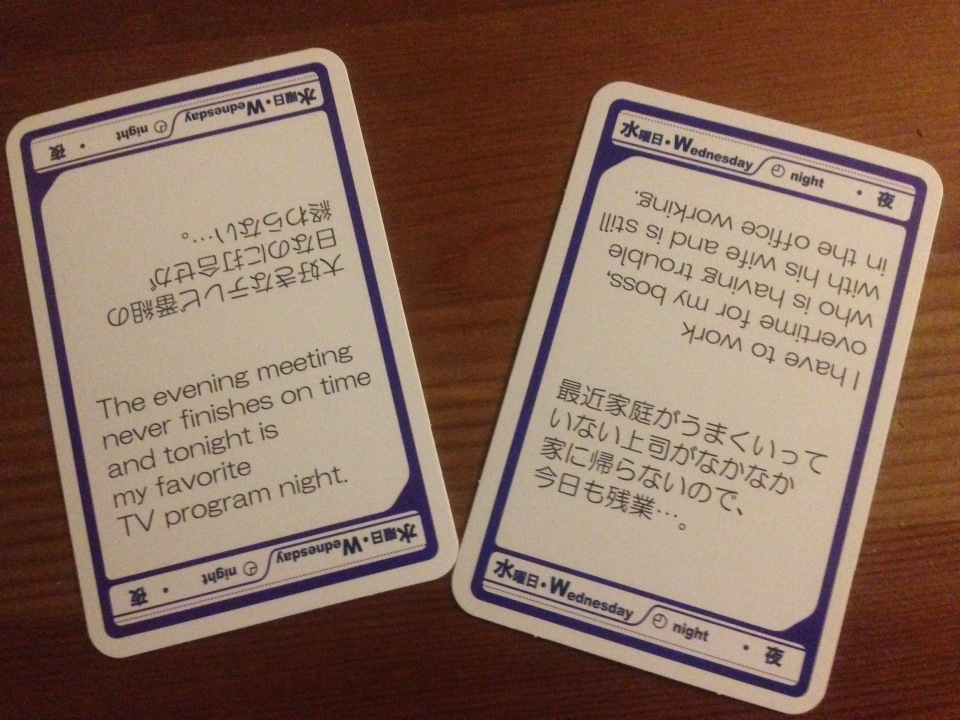 水曜日・Wednesday night ・ 夜
大好きなテレビ番組の
日なのに打合せが
終わらない…。
The evening meeting
never finishes on time
and tonight is
my favorite
TV program night.
水曜日・Wednesday night ・ 夜
水曜日・Wednesday night ・ 夜
I have to work
overtime for my boss,
who is having trouble
with his wife and is still
in the office working.
最近家庭がうまくいって
いない上司がなかなか
家に帰らないので、
今日も残業…。
水曜日・Wednesday night ・ 夜